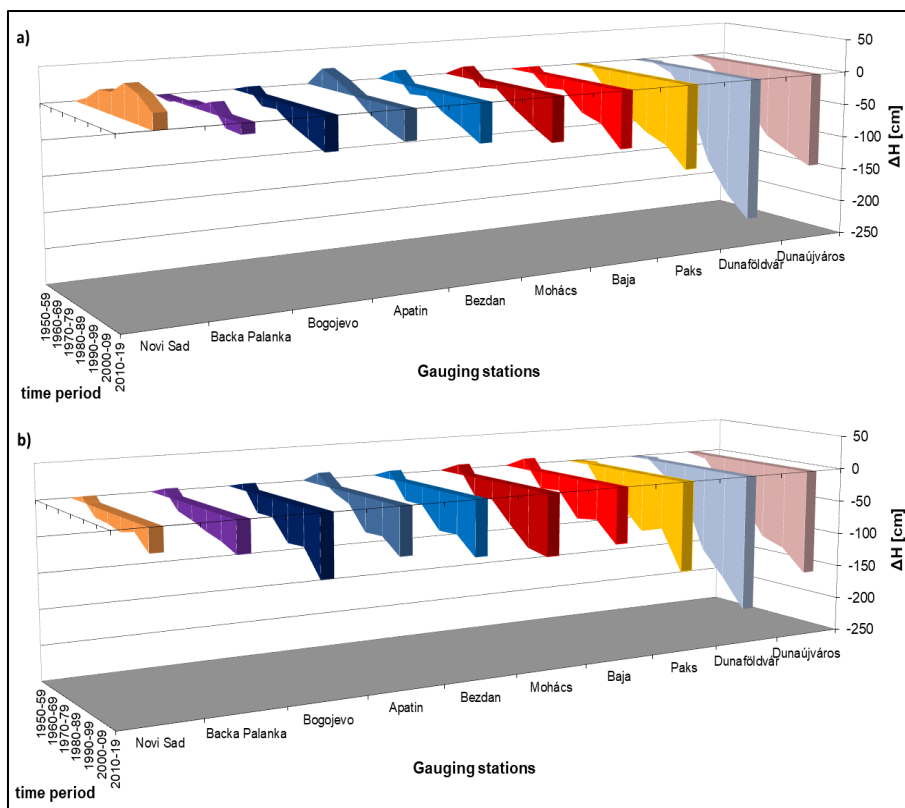 a)
50
0
-50
-100
-150
-200
-250
ΔH [cm]
1950-59
1960-69
1970-79
1980-89
1990-99
2000-09
2010-19
time period
Novi Sad
Backa Palanka
Bogojevo
Apatin
Bezdan
Mohács
Baja
Paks
Dunaföldvár
Dunaújváros
Gauging stations
b)
50
0
-50
-100
-150
-200
-250
ΔH [cm]
1950-59
1960-69
1970-79
1980-89
1990-99
2000-09
2010-19
time period
Novi Sad
Backa Palanka
Bogojevo
Apatin
Bezdan
Mohács
Baja
Paks
Dunaföldvár
Dunaújváros
Gauging stations